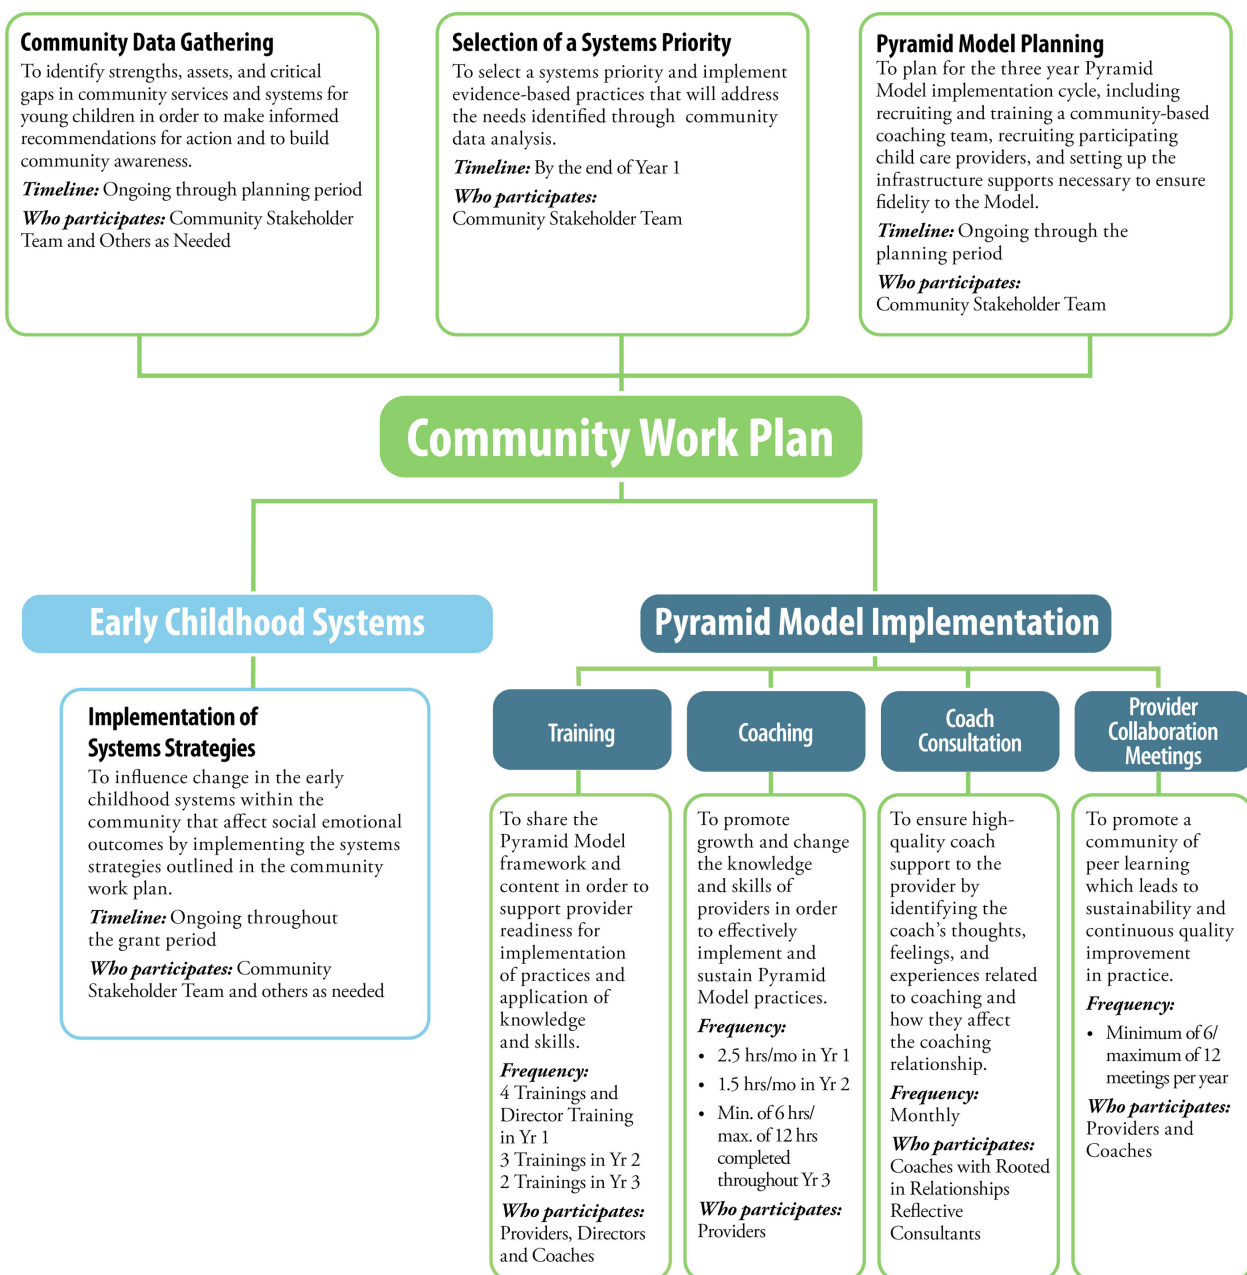 Community Data Gathering
To identify strengths, assets, and critical
gaps in community services and systems for
young children in order to make informed
recommendations for action and to build
community awareness.
Timeline: Ongoing through planning period
Who participates: Community Stakeholder
Team and Others as Needed
Selection of a Systems Priority
To select a systems priority and implement
evidence-based practices that will address
the needs identified through community
data analysis.
Timeline: By the end of Year 1
Who participates:
Community Stakeholder Team
Pyramid Model Planning
To plan for the three year Pyramid
Model implementation cycle, including
recruiting and training a community-based
coaching team, recruiting participating
child care providers, and setting up the
infrastructure supports necessary to ensure
fidelity to the Model.
Timeline: Ongoing through the
planning period
Who participates:
Community Stakeholder Team
Community Work Plan
Early Childhood Systems
Implementation of
Systems Strategies
To influence change in the early
childhood systems within the
community that affect social emotional
outcomes by implementing the systems
strategies outlined in the community
work plan.
Timeline: Ongoing throughout
the grant period
Who participates: Community
Stakeholder Team and others as needed
Pyramid Model Implementation
Training
To share the
Pyramid Model
framework and
content in order to
support provider
readiness for
implementation
of practices and
application of
knowledge
and skills.
Frequency:
4 Trainings and
Director Training
in Yr 1
3 Trainings in Yr 2
2 Trainings in Yr 3
Who participates:
Providers, Directors
and Coaches
Coaching
To promote
growth and change
the knowledge
and skills of
providers in order
to effectively
implement and
sustain Pyramid
Model practices.
Frequency:
• 2.5 hrs/mo in Yr 1
• 1.5 hrs/mo in Yr 2
• Min. of 6 hrs/
max. of 12 hrs
completed
throughout Yr 3
Who participates:
Providers
Coach
Consultation
To ensure high-
quality coach
support to the
provider by
identifying the
coach's thoughts,
feelings, and
experiences related
to coaching and
how they affect
the coaching
relationship.
Frequency:
Monthly
Who participates:
Coaches with Rooted
in Relationships
Reflective
Consultants
Provider
Collaboration
Meetings
To promote a
community of
peer learning
which leads to
sustainability and
continuous quality
improvement
in practice.
Frequency:
• Minimum of 6/
maximum of 12
meetings per year
Who participates:
Providers and
Coaches